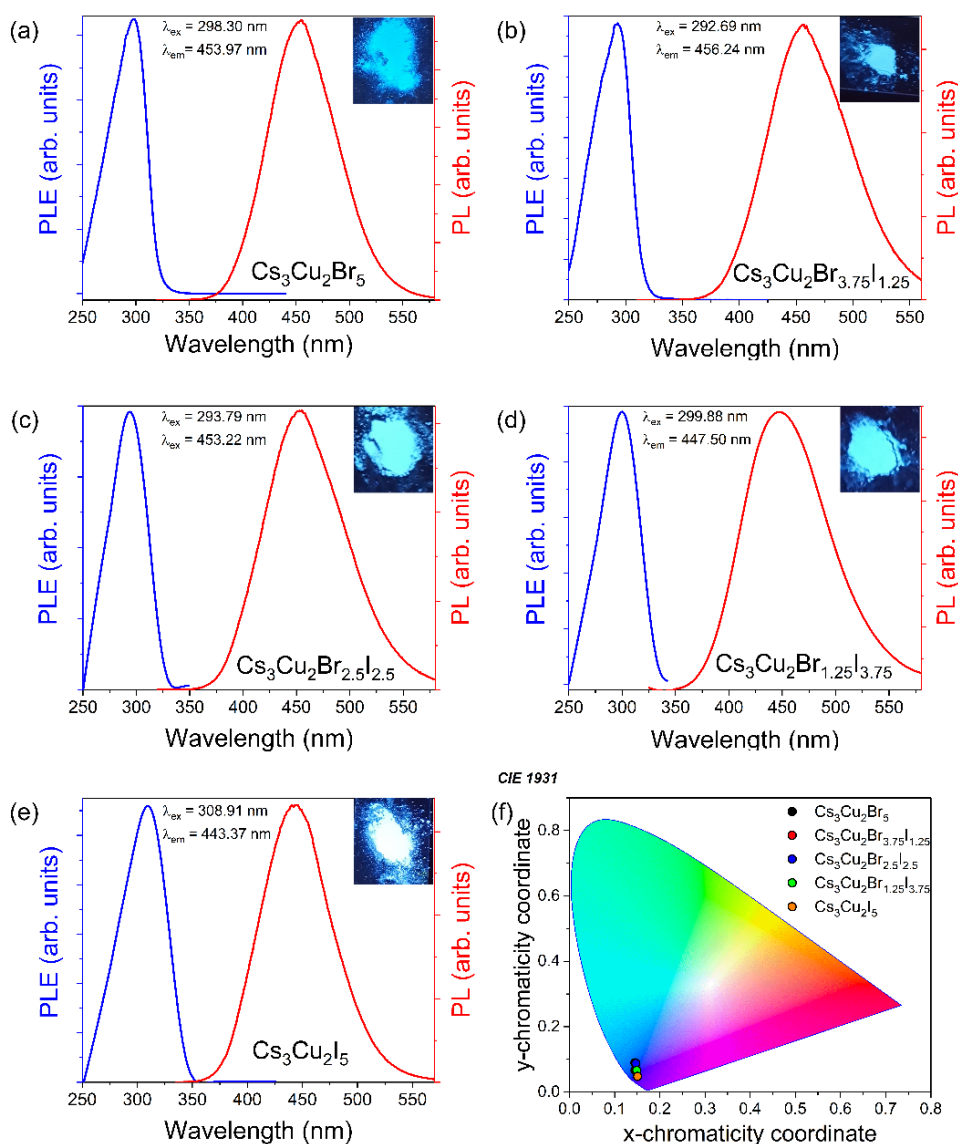 (a)
λex = 298.30 nm
λem = 453.97 nm
PLE (arb. units)
PL (arb. units)
Cs3Cu2Br5
250 300 350 400 450 500 550
Wavelength (nm)
(b)
λex = 292.69 nm
λem = 456.24 nm
PLE (arb. units)
PL (arb. units)
Cs3Cu2Br3.75I1.25
250 300 350 400 450 500 550
Wavelength (nm)
(c)
λex = 293.79 nm
λex = 453.22 nm
PLE (arb. units)
PL (arb. units)
Cs3Cu2Br2.5I2.5
250 300 350 400 450 500 550
Wavelength (nm)
(d)
λex = 299.88 nm
λem = 447.50 nm
PLE (arb. units)
PL (arb. units)
Cs3Cu2Br1.25I3.75
250 300 350 400 450 500 550
Wavelength (nm)
(e)
λex = 308.91 nm
λem = 443.37 nm
PLE (arb. units)
PL (arb. units)
Cs3Cu2I5
250 300 350 400 450 500 550
Wavelength (nm)
CIE 1931
(f)
Cs3Cu2Br5
Cs3Cu2Br3.75I1.25
Cs3Cu2Br2.5I2.5
Cs3Cu2Br1.25I3.75
Cs3Cu2I5
y-chromaticity coordinate
0.8
0.6
0.4
0.2
0.0
0.0 0.1 0.2 0.3 0.4 0.5 0.6 0.7 0.8
x-chromaticity coordinate